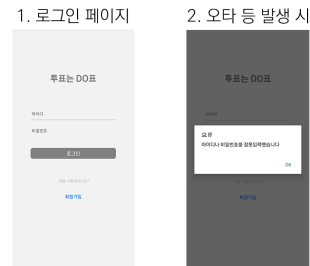 1. 로그인 페이지
투표는 DO표
아이디
비밀번호
로그인
회원가입
2. 오타 등 발생 시
투표는 DO표
아이디
오류
아이디나 비밀번호를 잘못입력했습니다
OK
회원가입